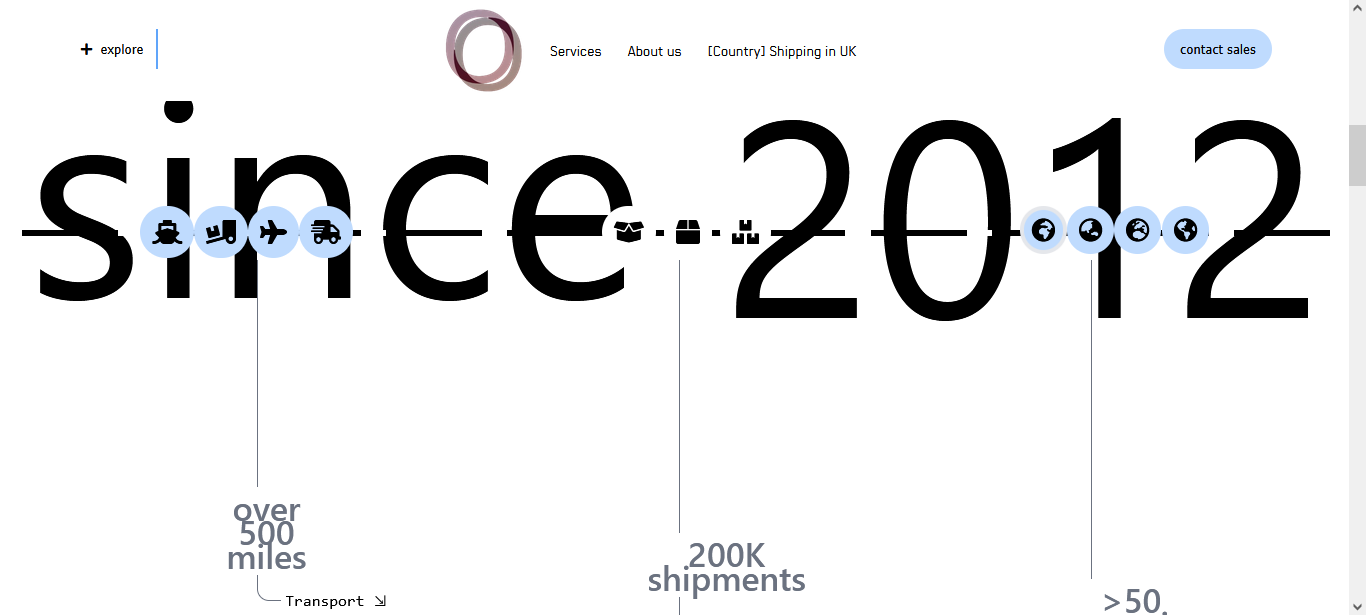 explore
Services
About us
[Country] Shipping in UK
contact sales
since 2012
over
500
miles
Transport
200K
shipments
>50.